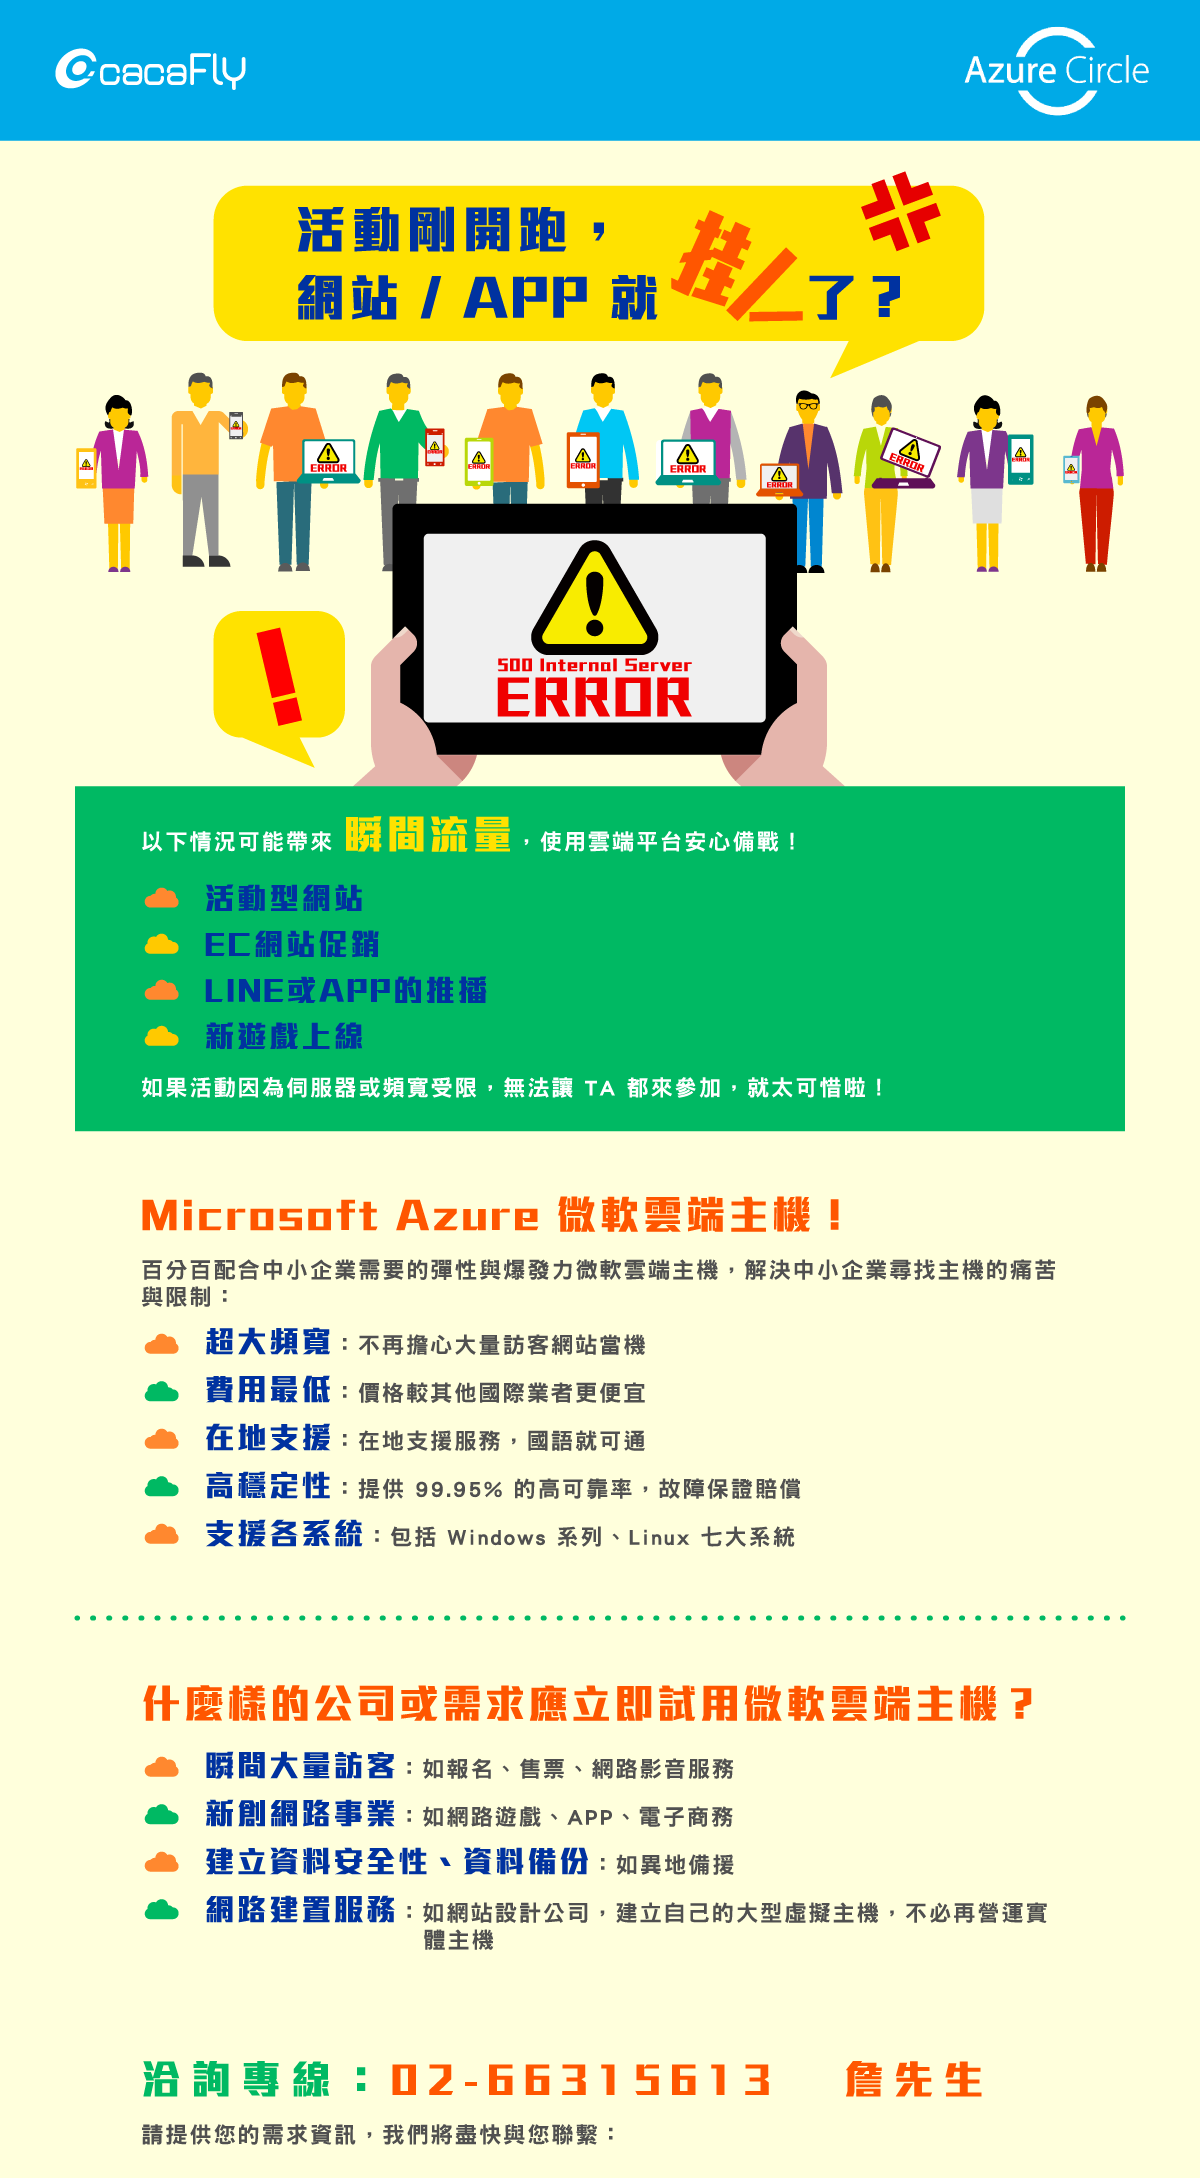 cacaFly
Azure Circle
活動剛開跑，
網站 / APP 就掛了？
ERROR
ERROR
ERROR
ERROR
ERROR
ERROR
ERROR
ERROR
ERROR
ERROR
ERROR
500 Internal Server
ERROR
!
以下情況可能帶來 瞬間流量，使用雲端平台安心備戰！
活動型網站
EC網站促銷
LINE或APP的推播
新遊戲上線
如果活動因為伺服器或頻寬受限，無法讓 TA 都來參加，就太可惜啦！
Microsoft Azure 微軟雲端主機！
百分百配合中小企業需要的彈性與爆發力微軟雲端主機，解決中小企業尋找主機的痛苦
與限制：
超大頻寬：不再擔心大量訪客網站當機
費用最低：價格較其他國際業者更便宜
在地支援：在地支援服務，國語就可通
高穩定性：提供 99.95% 的高可靠率，故障保證賠償
支援各系統：包括 Windows 系列、Linux 七大系統
什麼樣的公司或需求應立即試用微軟雲端主機？
瞬間大量訪客：如報名、售票、網路影音服務
新創網路事業：如網路遊戲、APP、電子商務
建立資料安全性、資料備份：如異地備援
網路建置服務：如網站設計公司，建立自己的大型虛擬主機，不必再營運實
體主機
洽詢專線：02-66315613 詹先生
請提供您的需求資訊，我們將盡快與您聯繫：